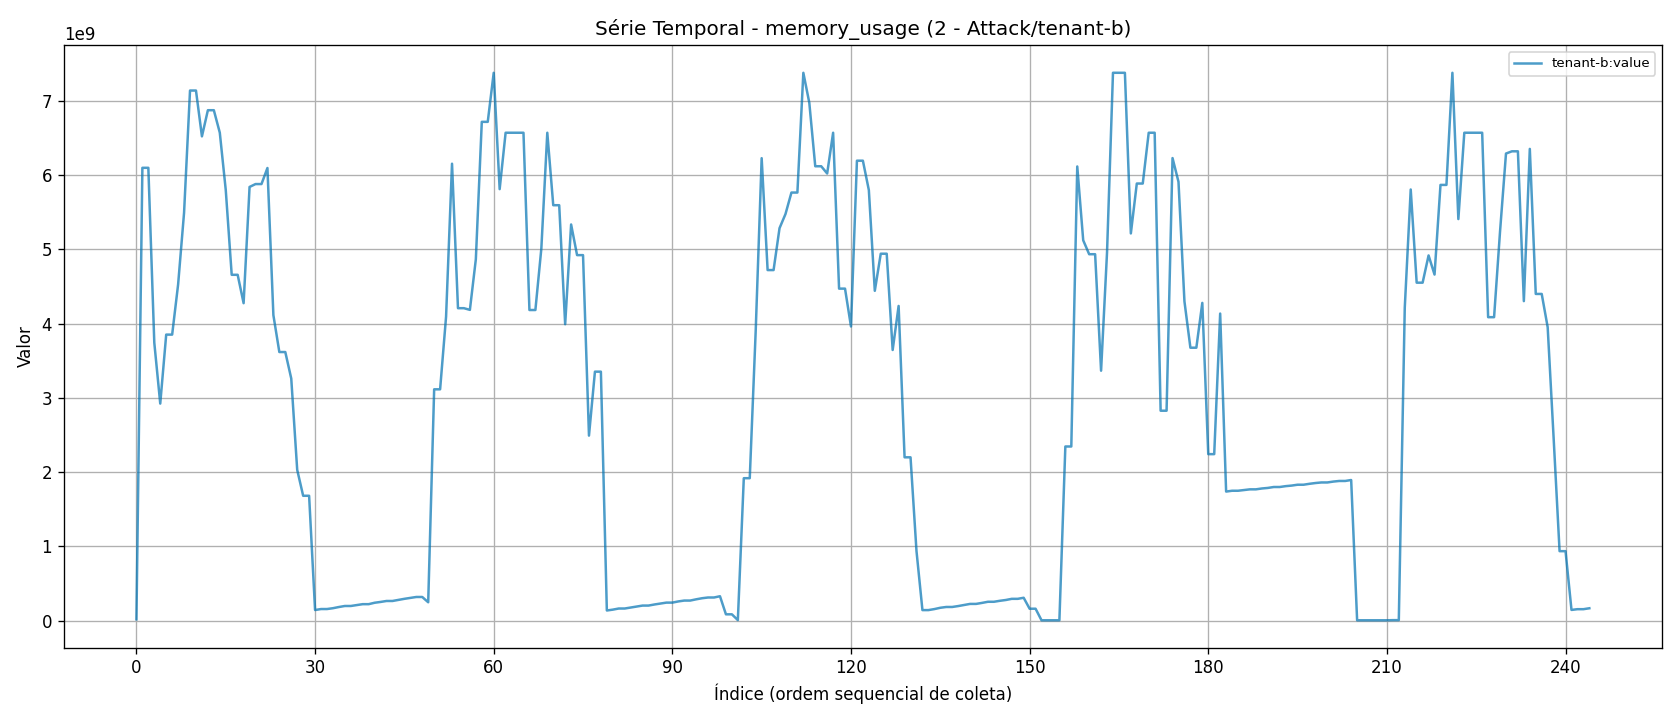 Série Temporal - memory_usage (2 - Attack/tenant-b)
1e9
tenant-b:value
7
6
5
4
3
2
1
0
Valor
0 30 60 90 120 150 180 210 240
Índice (ordem sequencial de coleta)